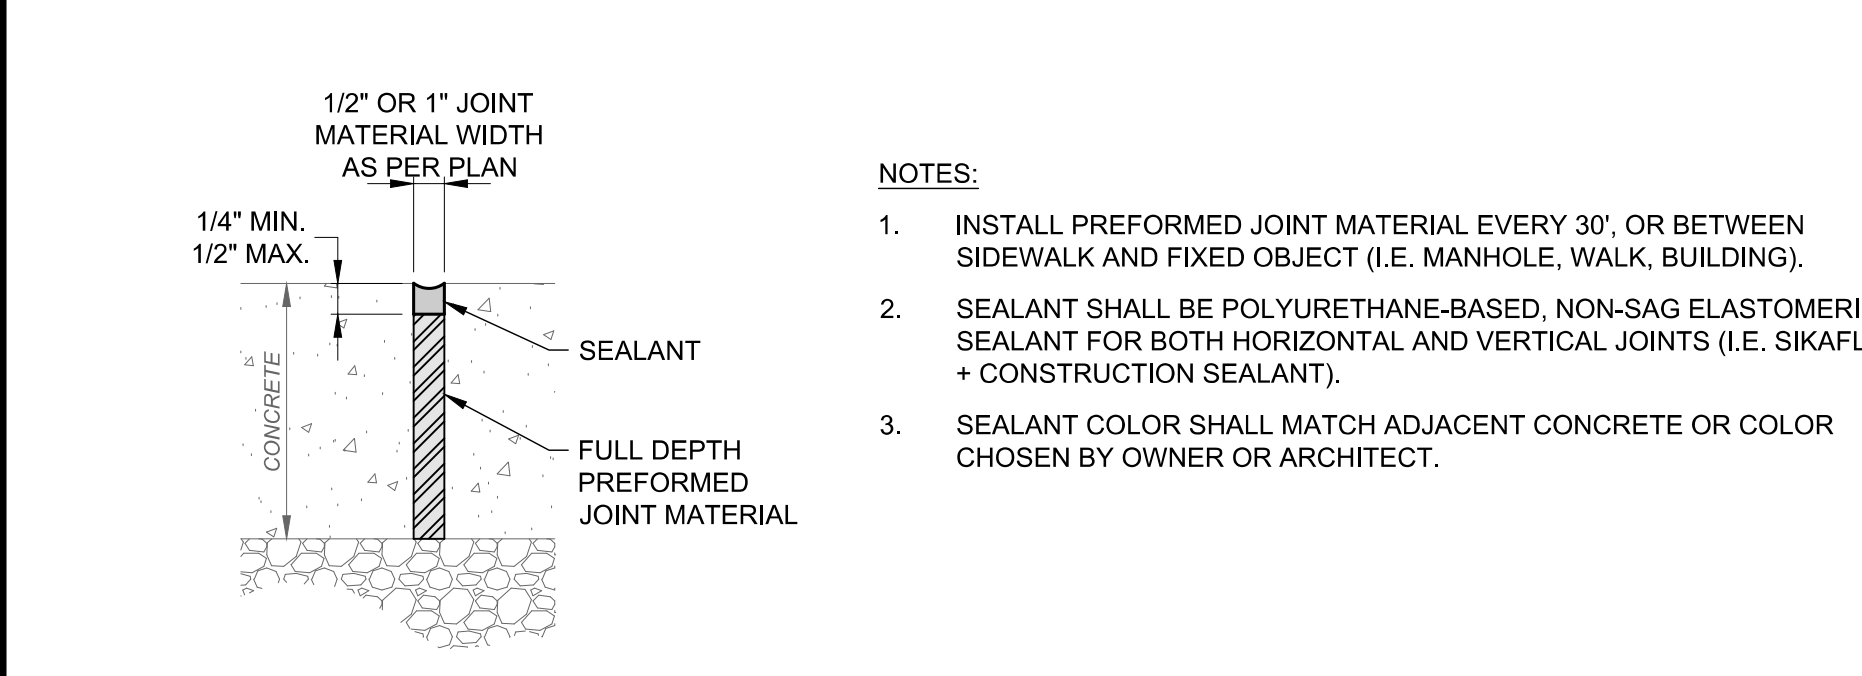 1/2" OR 1" JOINT
MATERIAL WIDTH
AS PER PLAN
1/4" MIN.
1/2" MAX.
CONCRETE
SEALANT
FULL DEPTH
PREFORMED
JOINT MATERIAL
NOTES:
1. INSTALL PREFORMED JOINT MATERIAL EVERY 30', OR BETWEEN
SIDEWALK AND FIXED OBJECT (I.E. MANHOLE, WALK, BUILDING).
2. SEALANT SHALL BE POLYURETHANE-BASED, NON-SAG ELASTOMERI
SEALANT FOR BOTH HORIZONTAL AND VERTICAL JOINTS (I.E. SIKAFL
+ CONSTRUCTION SEALANT).
3. SEALANT COLOR SHALL MATCH ADJACENT CONCRETE OR COLOR
CHOSEN BY OWNER OR ARCHITECT.